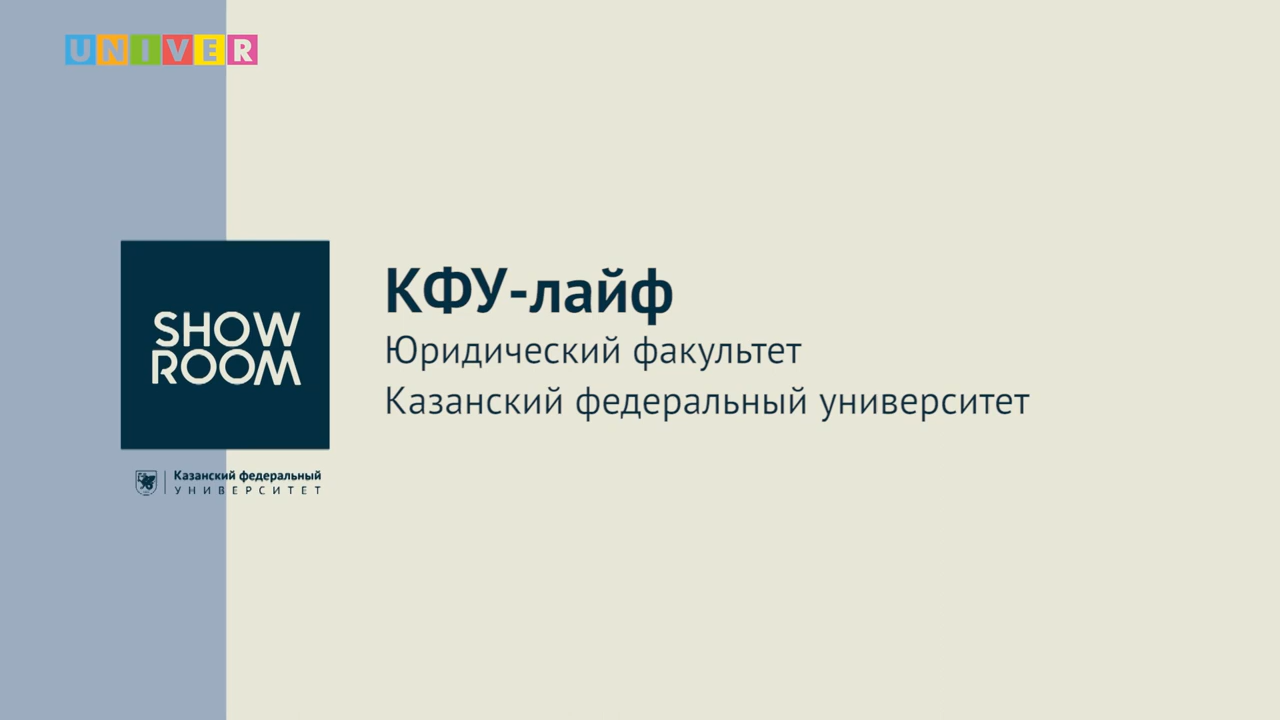 UNIVER
SHOW
ROOM
КФУ-лайф
Юридический факультет
Казанский федеральный университет
Казанский федеральный
УНИВЕРСИТЕТ